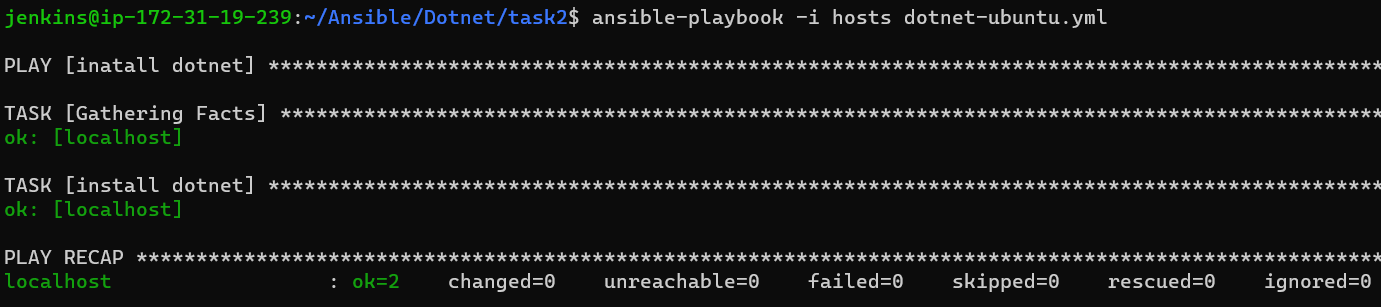 jenkins@ip-172-31-19-239:~/Ansible/Dotnet/task2$ ansible-playbook -i hosts dotnet-ubuntu.yml
PLAY [inatall dotnet] *********************************************************************************************
TASK [Gathering Facts] ********************************************************************************************
ok: [localhost]
TASK [install dotnet] *********************************************************************************************
ok: [localhost]
PLAY RECAP ********************************************************************************************************
localhost                  : ok=2    changed=0    unreachable=0    failed=0    skipped=0    rescued=0    ignored=0